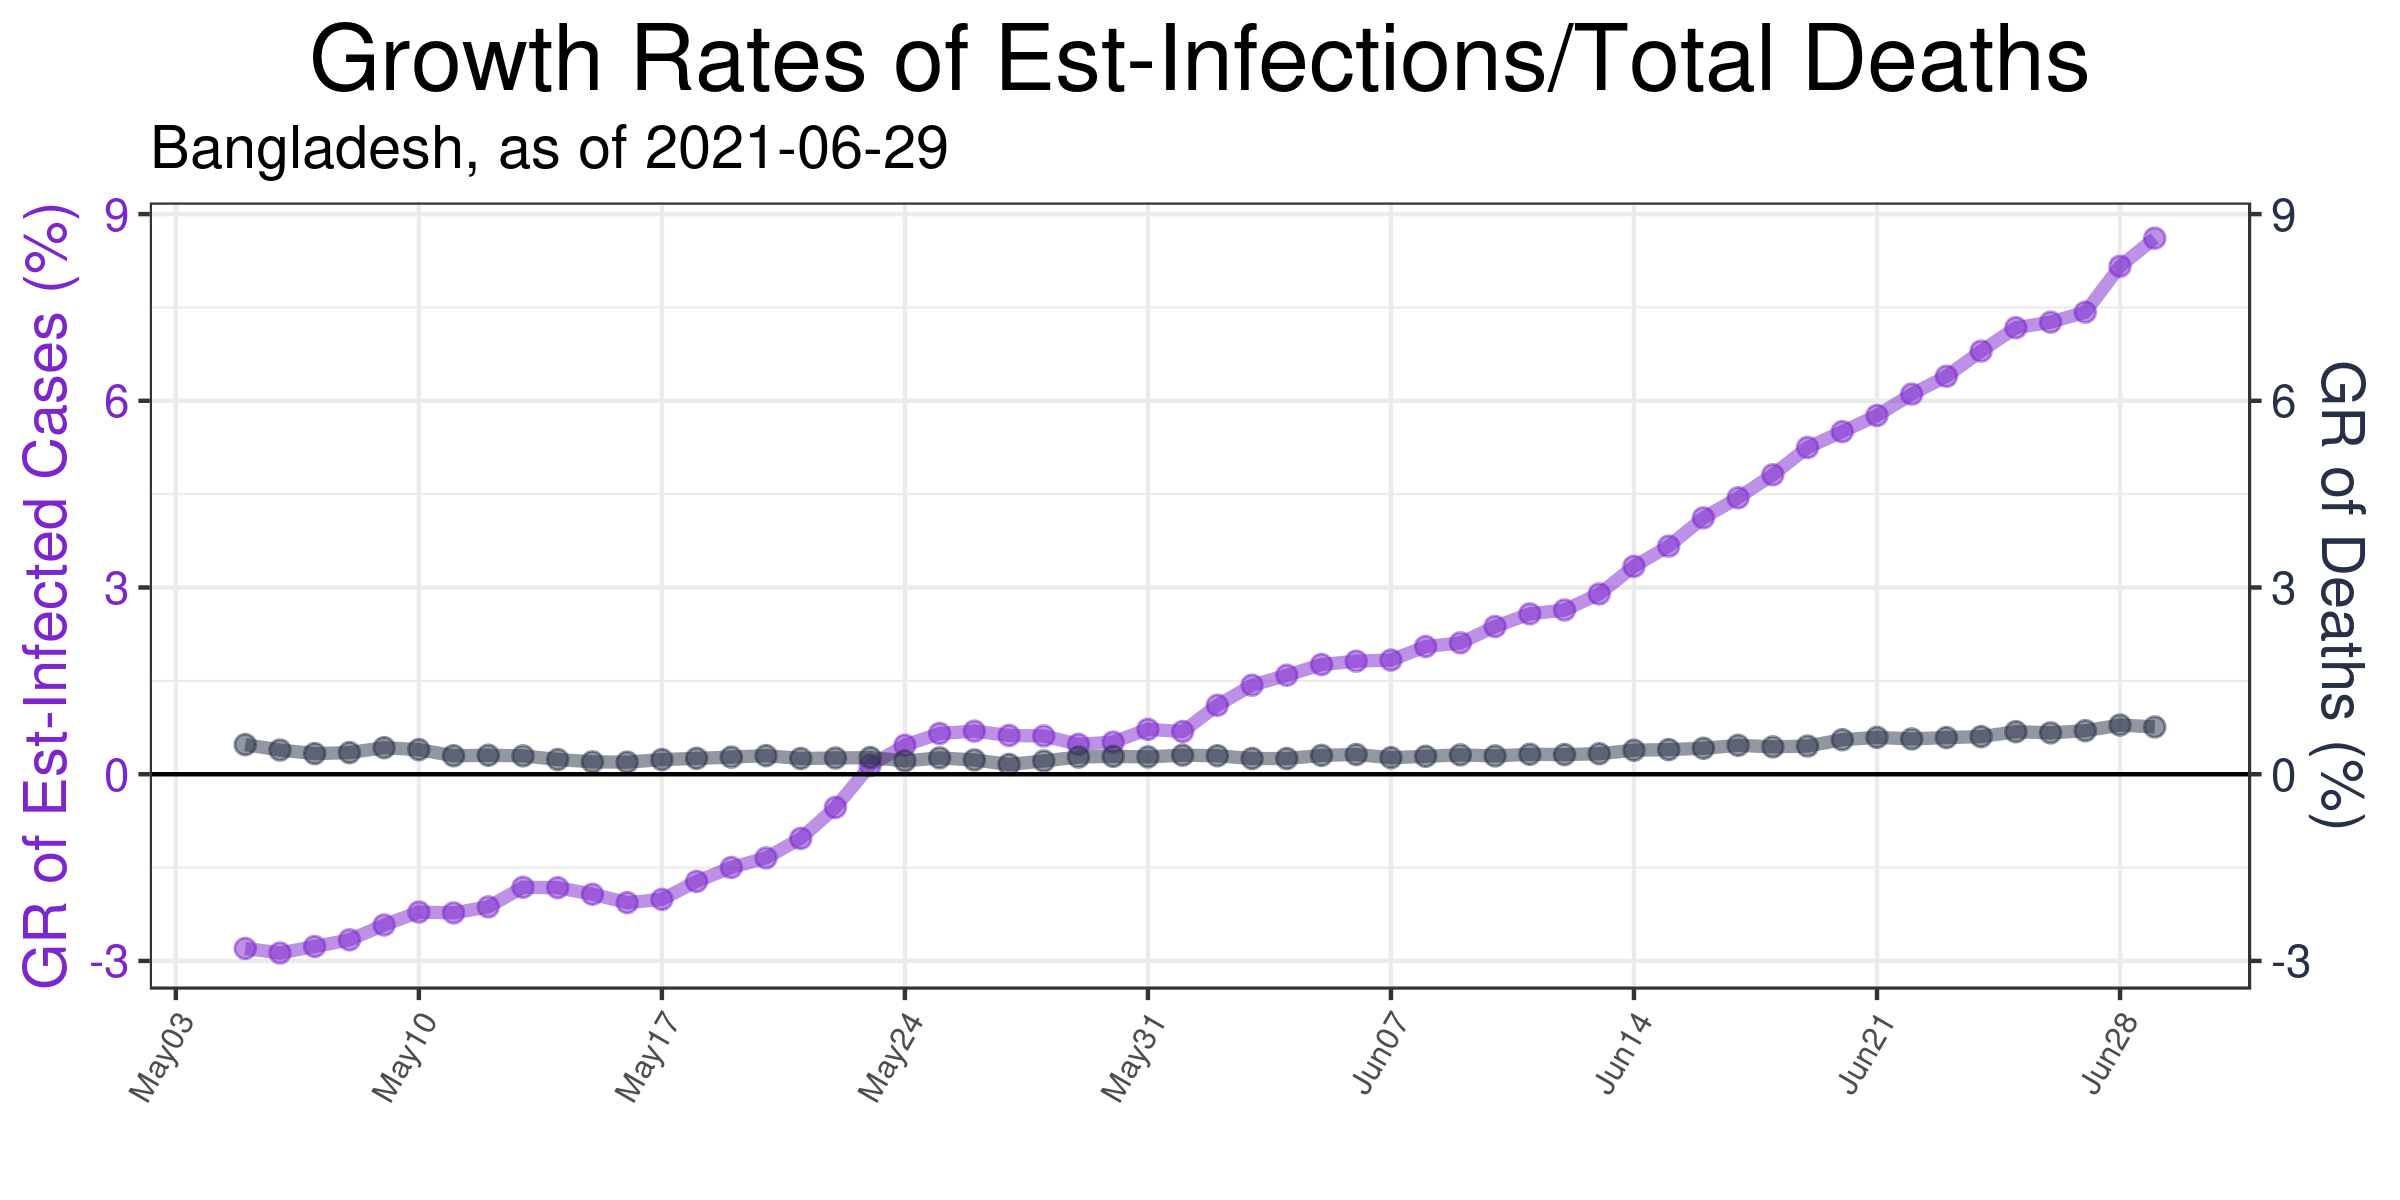 Growth Rates of Est-Infections/Total Deaths
Bangladesh, as of 2021-06-29
GR of Est-Infected Cases (%)
9
6
3
0
-3
9
6
3
0
-3
GR of Deaths (%)
May03
May10
May17
May24
May31
Jun07
Jun14
Jun21
Jun28